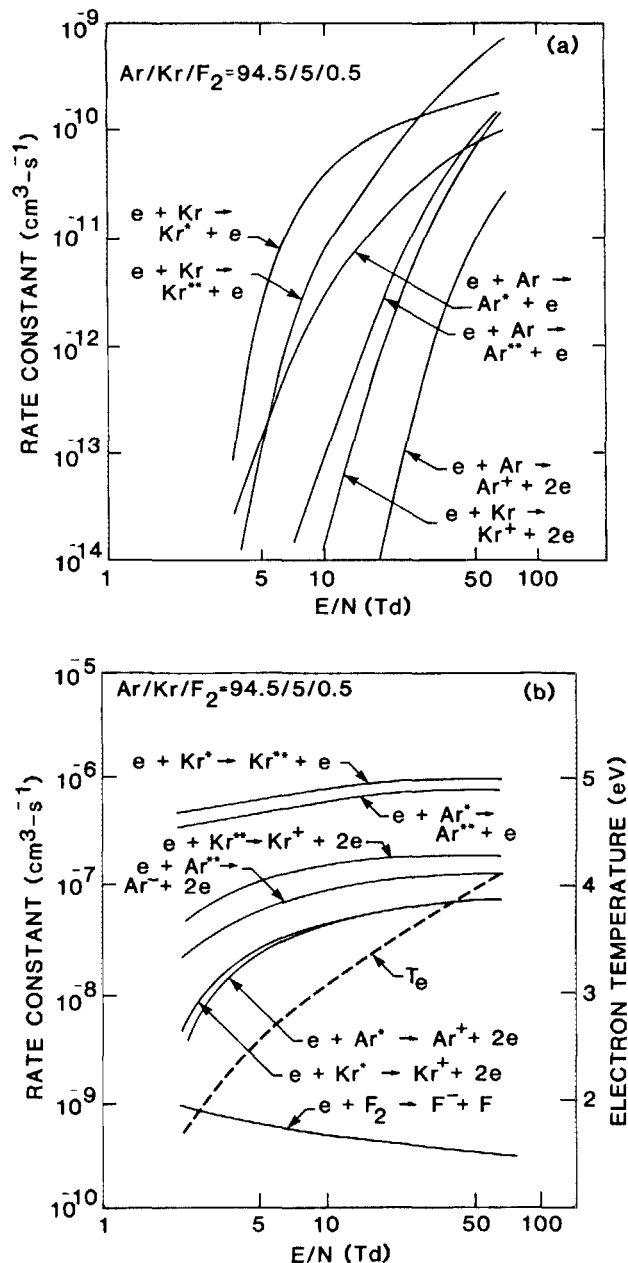 (a)
Ar/Kr/F₂=94.5/5/0.5
RATE CONSTANT (cm³-s⁻¹)
10⁻⁹
10⁻¹⁰
10⁻¹¹
10⁻¹²
10⁻¹³
10⁻¹⁴
e + Kr →
Kr* + e
e + Kr →
Kr** + e
e + Ar →
Ar* + e
e + Ar →
Ar** + e
e + Ar →
Ar⁺ + 2e
e + Kr →
Kr⁺ + 2e
1 5 10 50 100
E/N (Td)
Ar/Kr/F₂=94.5/5/0.5
(b)
RATE CONSTANT (cm³-s⁻¹)
10⁻⁵
10⁻⁶
10⁻⁷
10⁻⁸
10⁻⁹
10⁻¹⁰
e + Kr* → Kr** + e
e + Ar* →
Ar** + e
e + Kr** → Kr⁺ + 2e
e + Ar** →
Ar⁻ + 2e
Tₑ
e + Ar* → Ar⁺ + 2e
e + Kr* → Kr⁺ + 2e
e + F₂ → F⁻ + F
5
4
3
2
ELECTRON TEMPERATURE (eV)
1 5 10 50 100
E/N (Td)